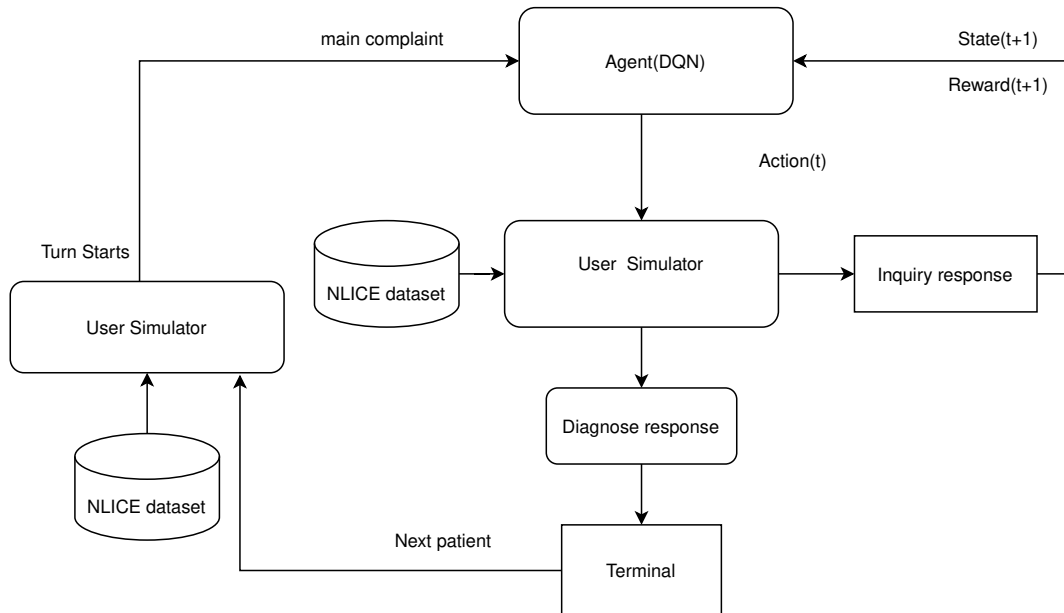 main complaint
State(t+1)
Agent(DQN)
Reward(t+1)
Action(t)
Turn Starts
User Simulator
NLICE dataset
Inquiry response
User Simulator
Diagnose response
NLICE dataset
Next patient
Terminal